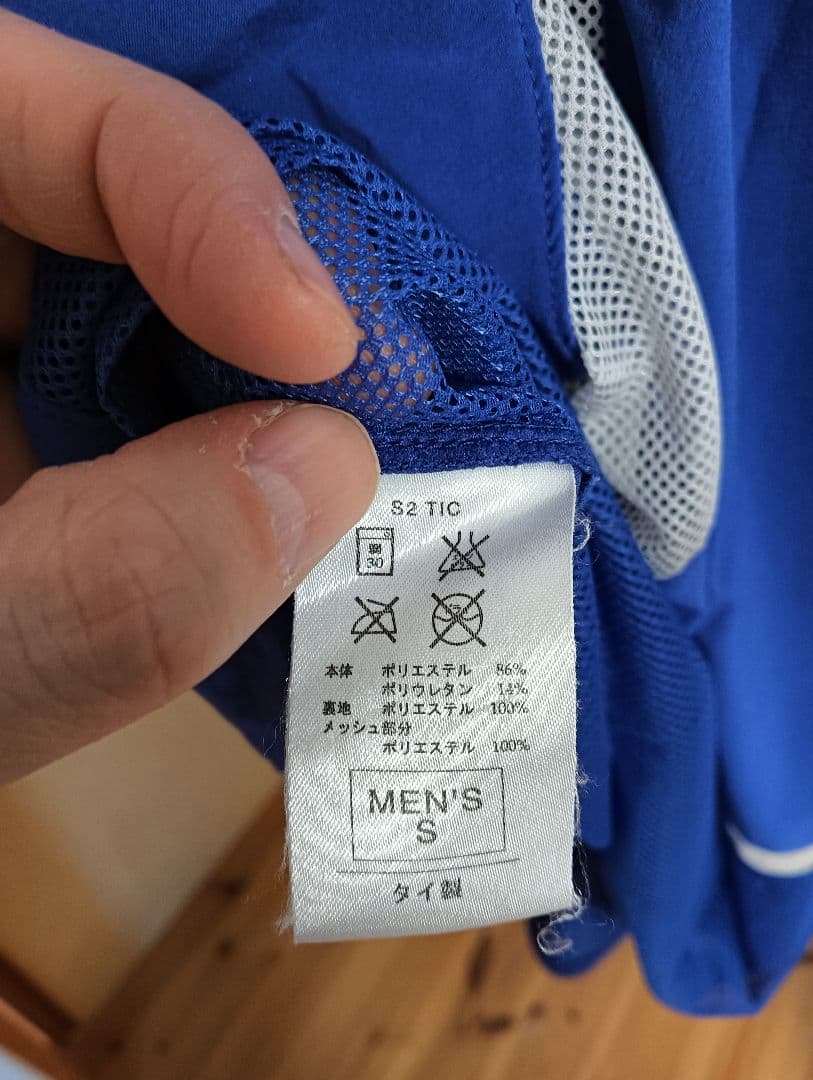 S2 TIC
弱
30
本体 ポリエステル 86%
ポリウレタン 14%
裏地 ポリエステル 100%
メッシュ部分
ポリエステル 100%
MEN'S
S
タイ製